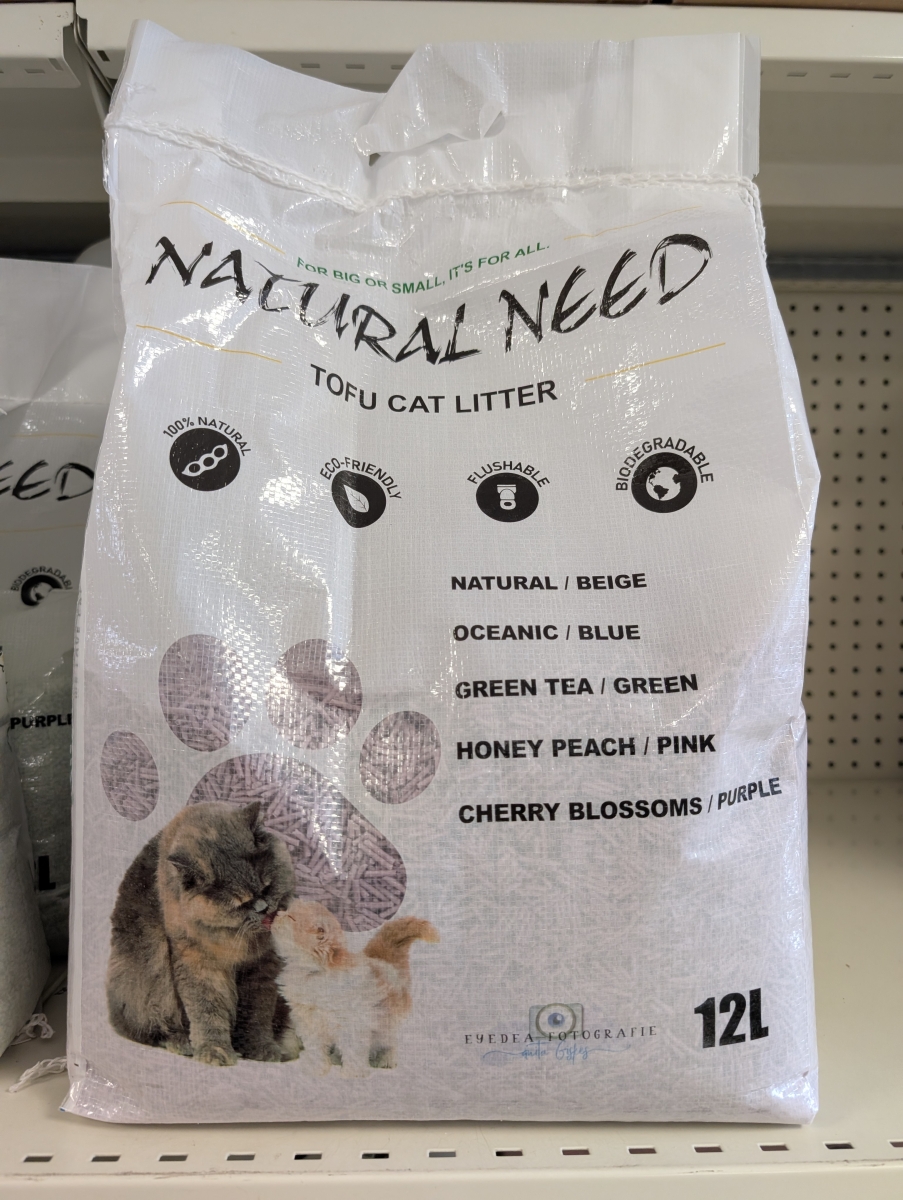 FOR BIG OR SMALL, IT'S FOR ALL.
NATURAL NEED
TOFU CAT LITTER
100% NATURAL
ECO-FRIENDLY
FLUSHABLE
BIODEGRADABLE
NATURAL / BEIGE
OCEANIC / BLUE
GREEN TEA / GREEN
HONEY PEACH / PINK
CHERRY BLOSSOMS / PURPLE
EYEDEA FOTOGRAFIE
12L
EED
BIODEGRADABL
PURPLE
L